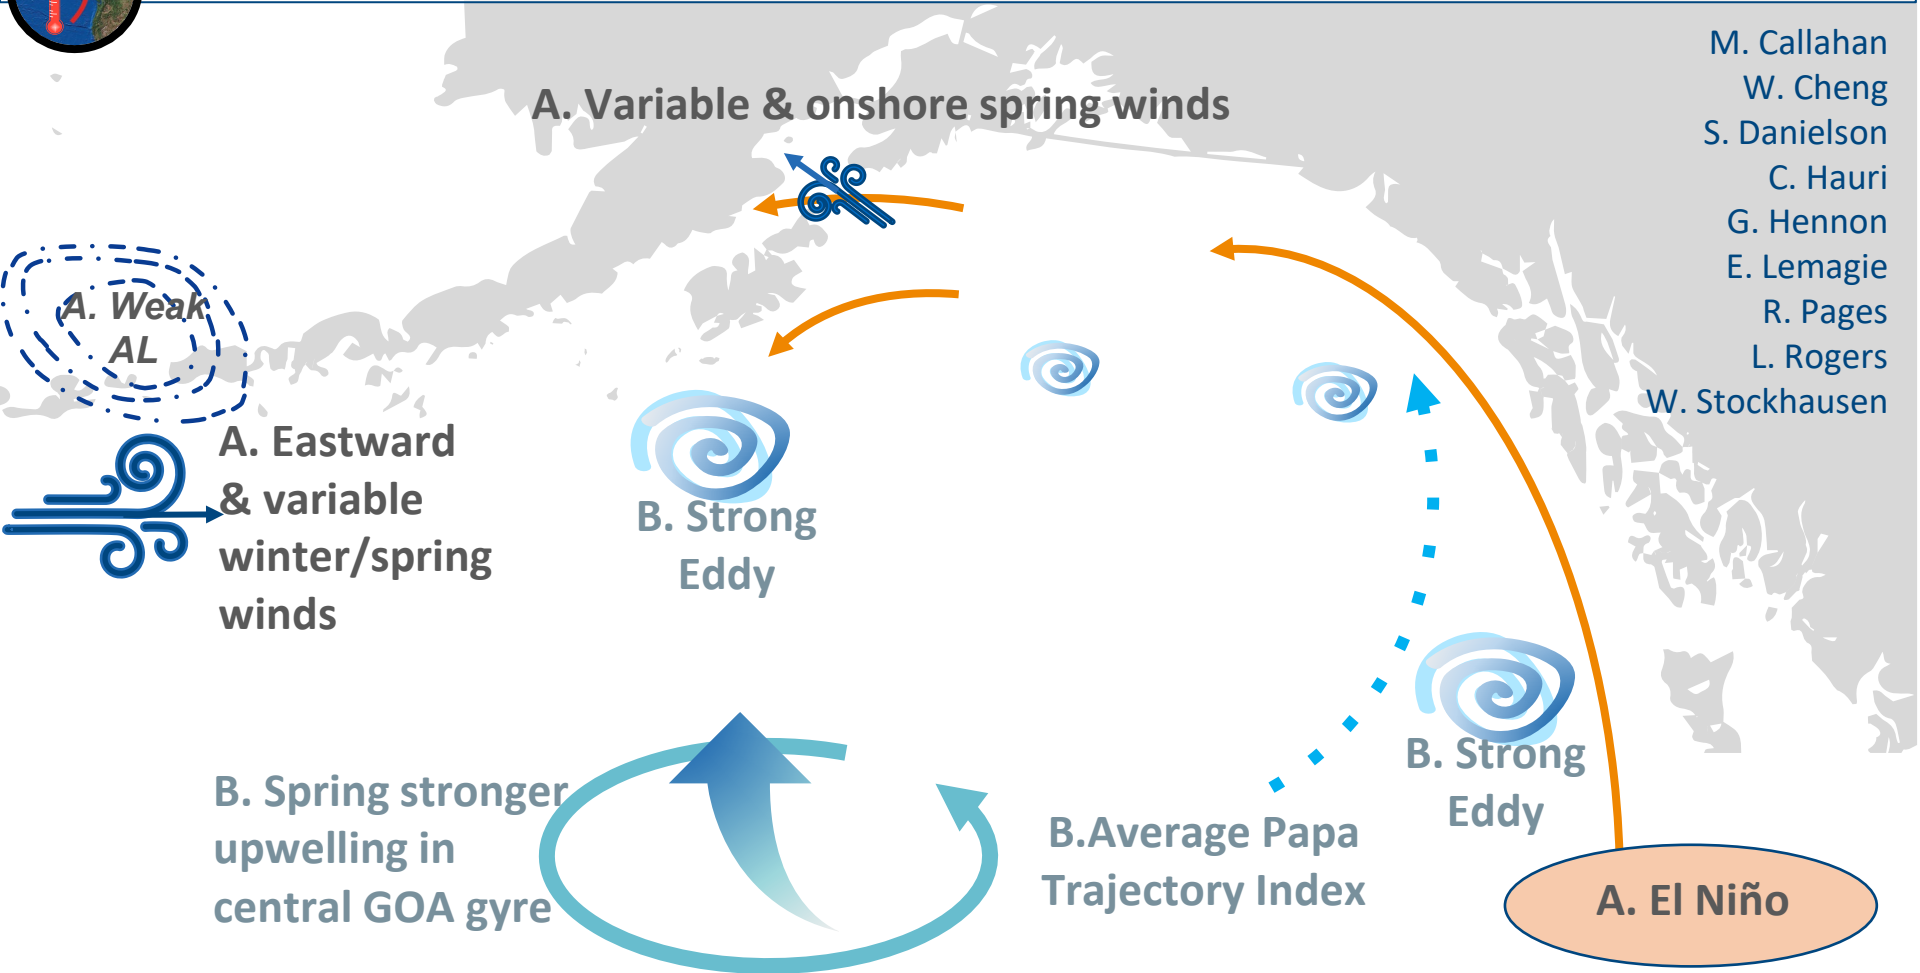 M. Callahan
W. Cheng
S. Danielson
C. Hauri
G. Hennon
E. Lemagie
R. Pages
L. Rogers
W. Stockhausen
A. Variable & onshore spring winds
A. Weak
AL
A. Eastward
& variable
winter/spring
winds
B. Strong
Eddy
B. Strong
Eddy
B. Spring stronger
upwelling in
central GOA gyre
B.Average Papa
Trajectory Index
A. El Niño